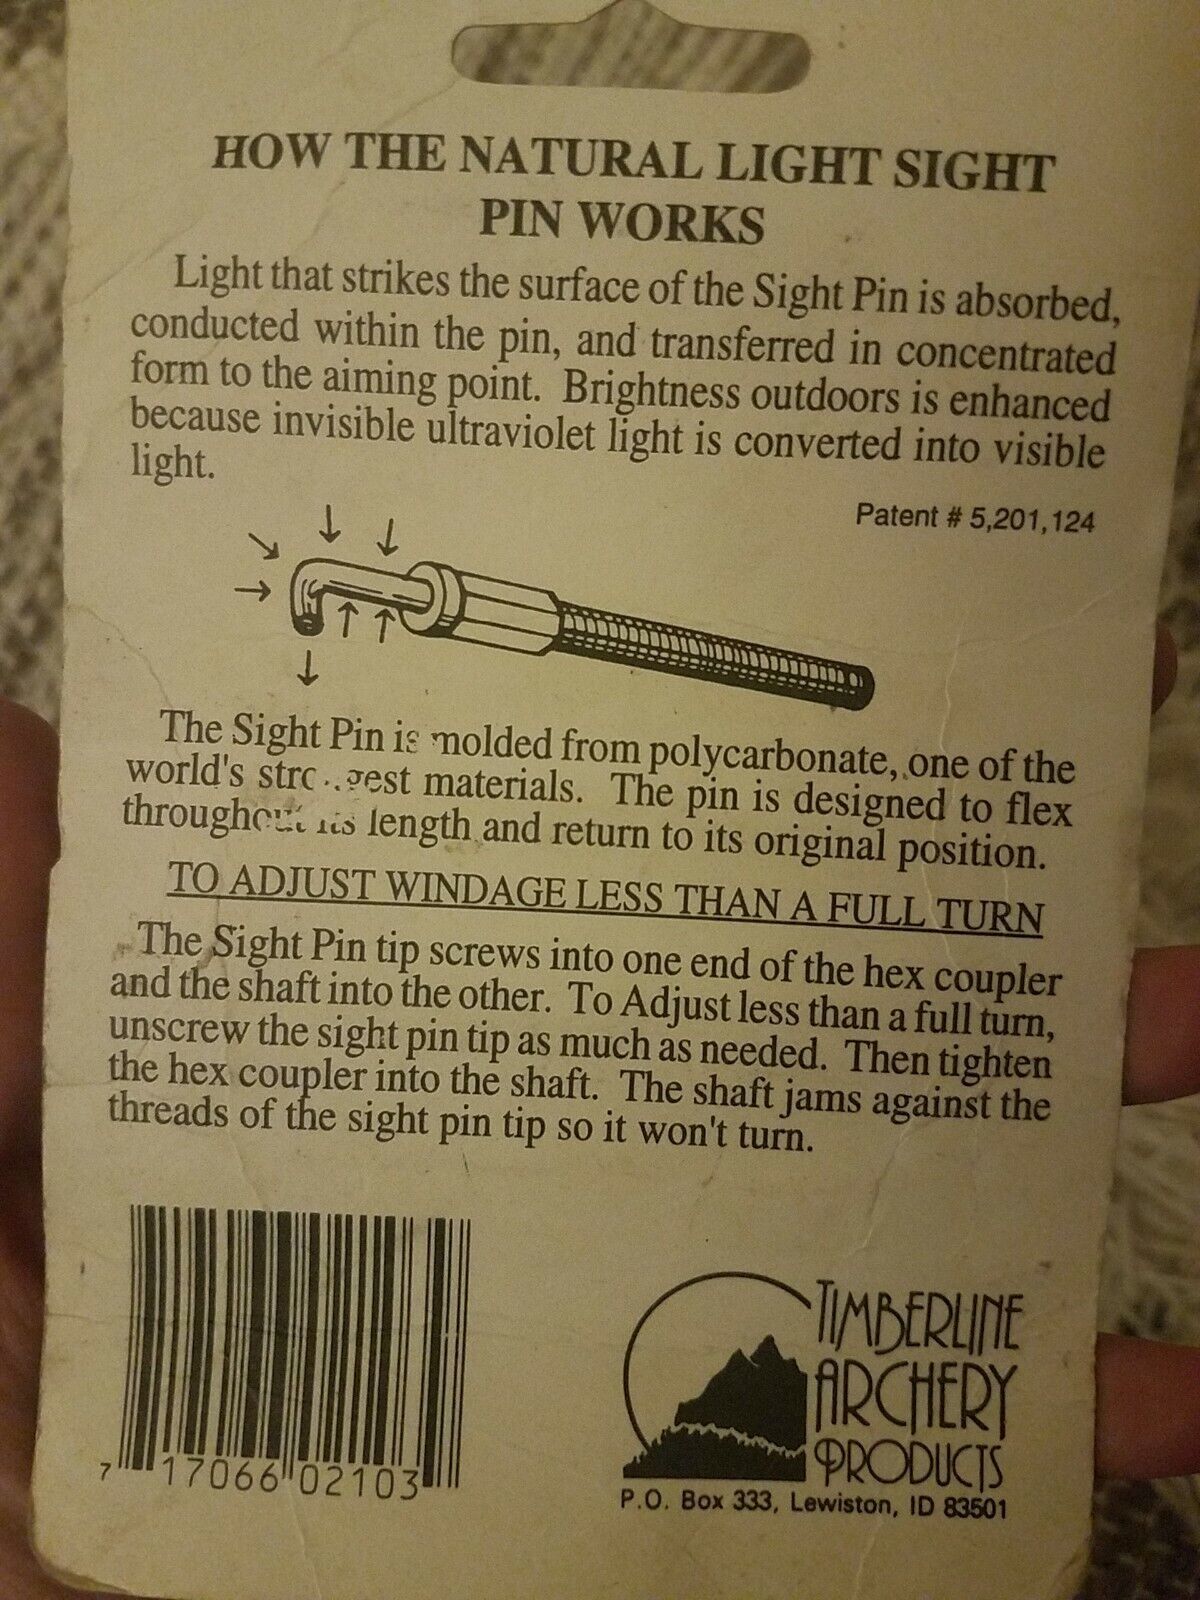 HOW THE NATURAL LIGHT SIGHT
PIN WORKS
Light that strikes the surface of the Sight Pin is absorbed,
conducted within the pin, and transferred in concentrated
form to the aiming point. Brightness outdoors is enhanced
because invisible ultraviolet light is converted into visible
light.
Patent # 5,201,124
The Sight Pin is molded from polycarbonate, one of the
world's strongest materials. The pin is designed to flex
throughout its length and return to its original position.
TO ADJUST WINDAGE LESS THAN A FULL TURN
The Sight Pin tip screws into one end of the hex coupler
and the shaft into the other. To Adjust less than a full turn,
unscrew the sight pin tip as much as needed. Then tighten
the hex coupler into the shaft. The shaft jams against the
threads of the sight pin tip so it won't turn.
7 17066 02103
TIMBERLINE
ARCHERY
PRODUCTS
P.O. Box 333, Lewiston, ID 83501